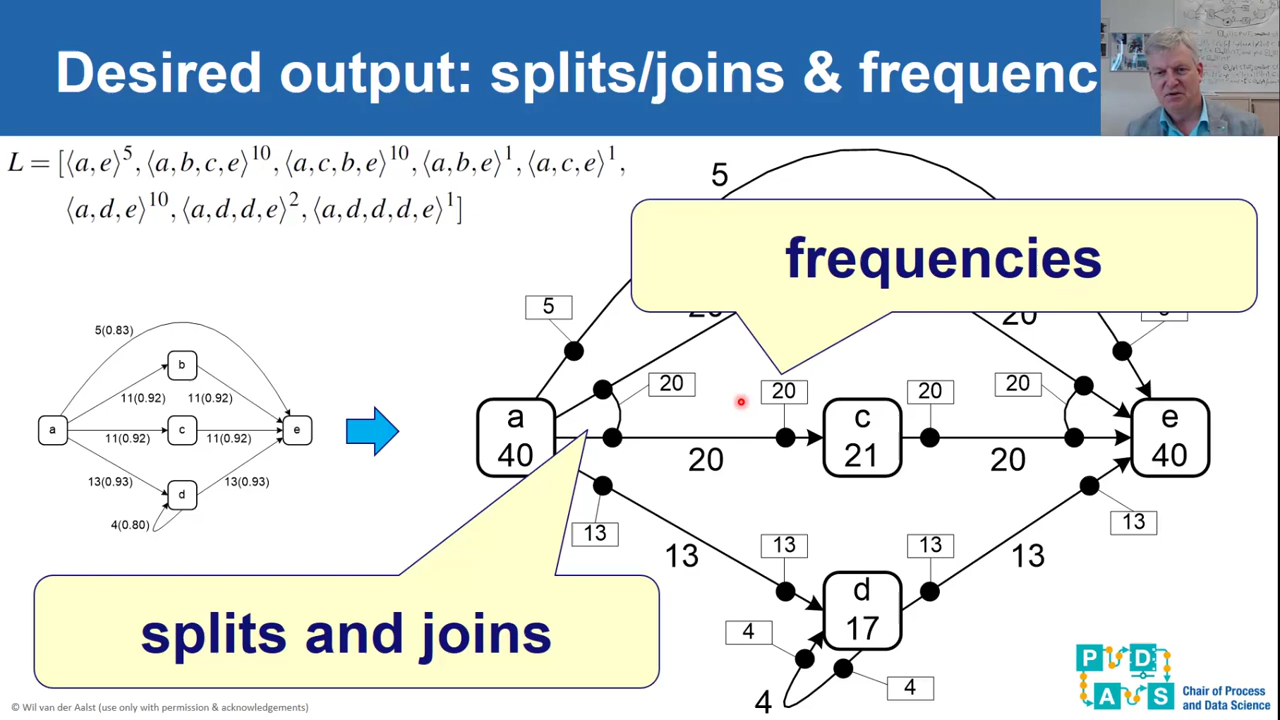 Desired output: splits/joins & frequenc
L = [⟨a,e⟩^5, ⟨a,b,c,e⟩^10, ⟨a,c,b,e⟩^10, ⟨a,b,e⟩^1, ⟨a,c,e⟩^1,
⟨a,d,e⟩^10, ⟨a,d,d,e⟩^2, ⟨a,d,d,d,e⟩^1]
5(0.83)
b
11(0.92) 11(0.92)
a
11(0.92)
c
11(0.92)
e
13(0.93) 13(0.93)
d
4(0.80)
5
frequencies
5
20
20
20
20
20
20
a
40
c
21
e
40
20
20
13
13
13
13
13
13
d
17
4
4
4
splits and joins
P D
A S
Chair of Process
and Data Science
© Wil van der Aalst (use only with permission & acknowledgements)